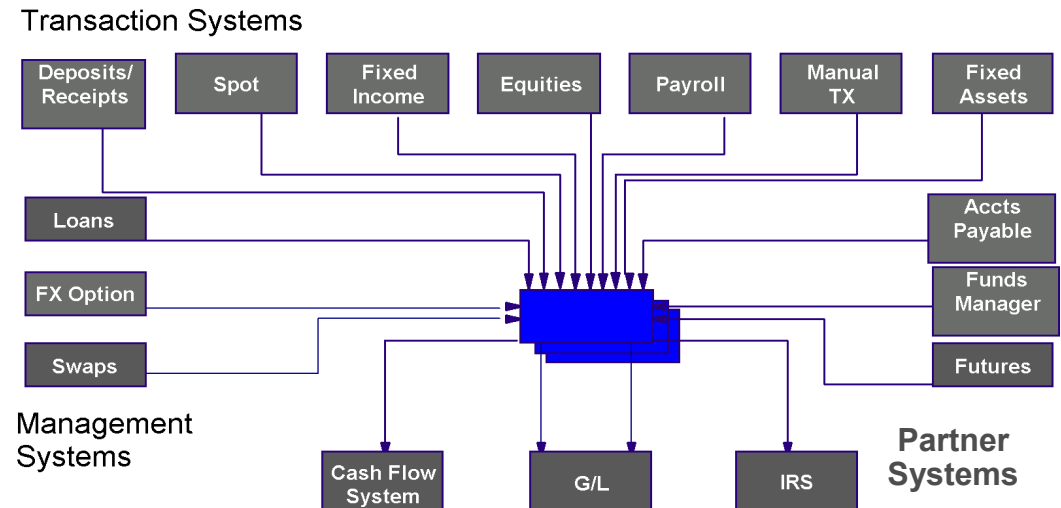 Transaction Systems
Deposits/
Receipts
Spot
Fixed
Income
Equities
Payroll
Manual
TX
Fixed
Assets
Loans
Accts
Payable
FX Option
Funds
Manager
Swaps
Futures
Management
Systems
Partner
Systems
Cash Flow
System
G/L
IRS